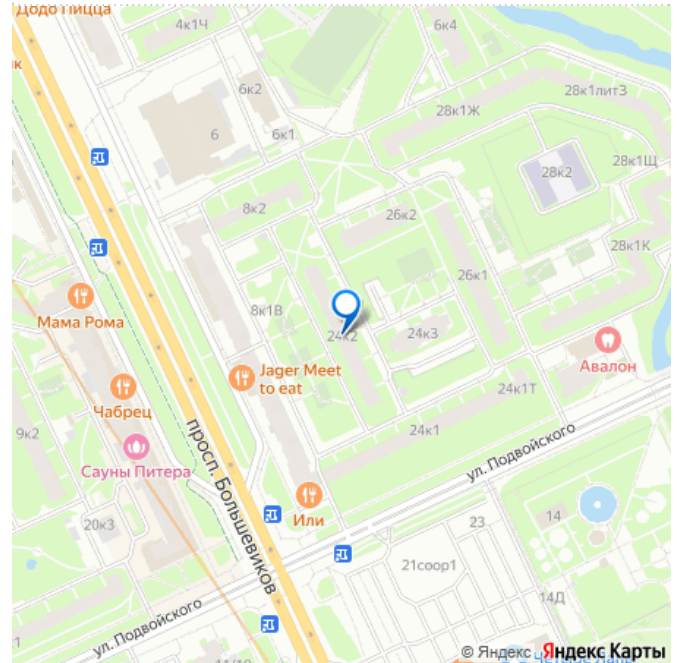 Додо Пицца
4к1Ч
6к4
к
6к2
28к1лит3
28к1Ж
6
6к1
28к1Щ
28к2
8к2
26к2
28к1К
26к1
Мама Рома
8к1В
24к2
24к3
Jager Meet
to eat
Авалон
24к1Т
Чабрец
9к2
24к1
просп. Большевиков
ул. Подвойского
Сауны Питера
Или
20к3
23
14
21соор1
14Д
ул. Подвойского
© Яндекс Яндекс Карты